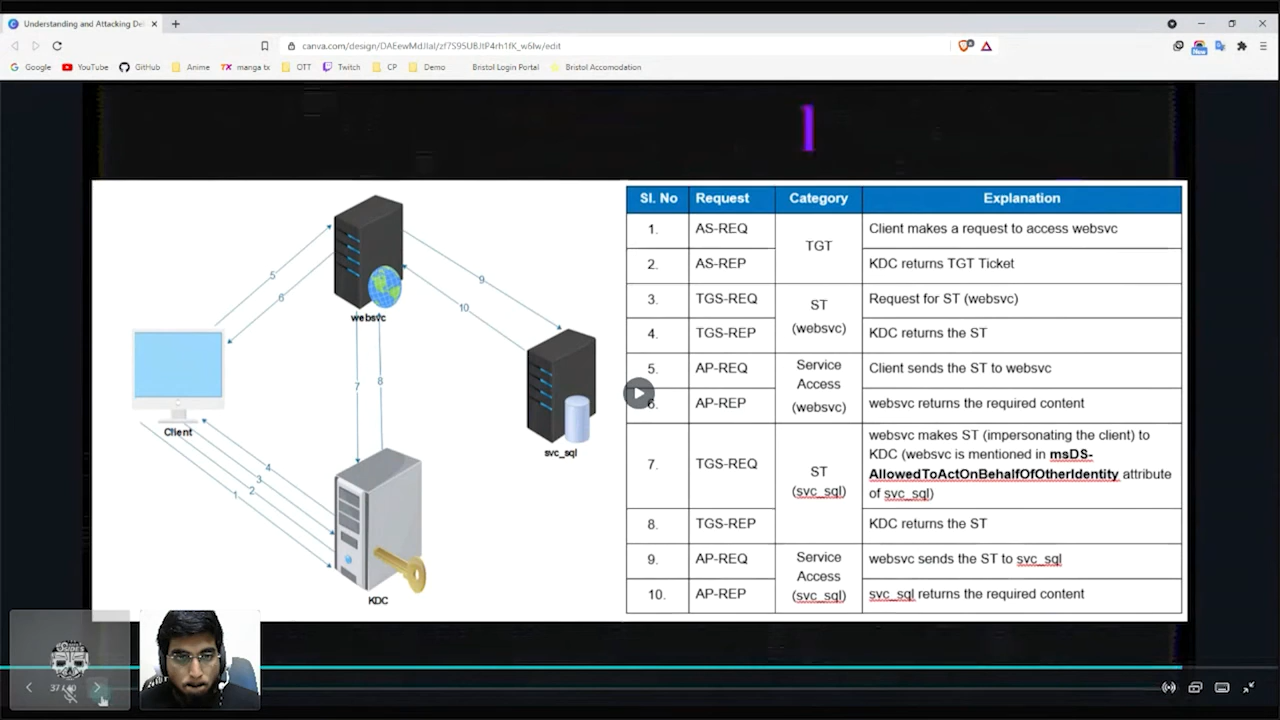 Understanding and Attacking De
canva.com/design/DAEewMdJIaI/zf7S95UBJtP4rh1fK_w6Iw/edit
Google YouTube GitHub Anime manga tx OTT Twitch CP Demo Bristol Login Portal Bristol Accomodation
New
5
6
websvc
9
10
7
8
Client
svc_sql
4
3
2
1
KDC
Sl. No Request Category Explanation
1. AS-REQ TGT Client makes a request to access websvc
2. AS-REP KDC returns TGT Ticket
3. TGS-REQ ST (websvc) Request for ST (websvc)
4. TGS-REP KDC returns the ST
5. AP-REQ Service Access (websvc) Client sends the ST to websvc
6. AP-REP websvc returns the required content
7. TGS-REQ ST (svc_sql) websvc makes ST (impersonating the client) to
KDC (websvc is mentioned in msDS-
AllowedToActOnBehalfOfOtherIdentity attribute
of svc_sql)
8. TGS-REP KDC returns the ST
9. AP-REQ Service Access (svc_sql) websvc sends the ST to svc_sql
10. AP-REP svc_sql returns the required content
SIDES